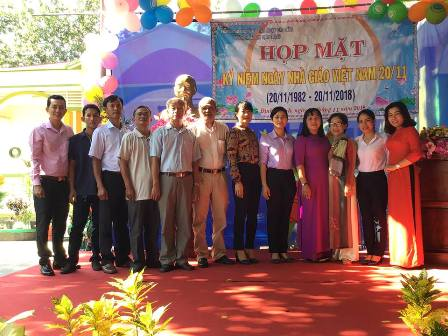 HỌP MẶT
KỶ NIỆM NGÀY NHÀ GIÁO VIỆT NAM 20/11
(20/11/1982 - 20/11/2018)